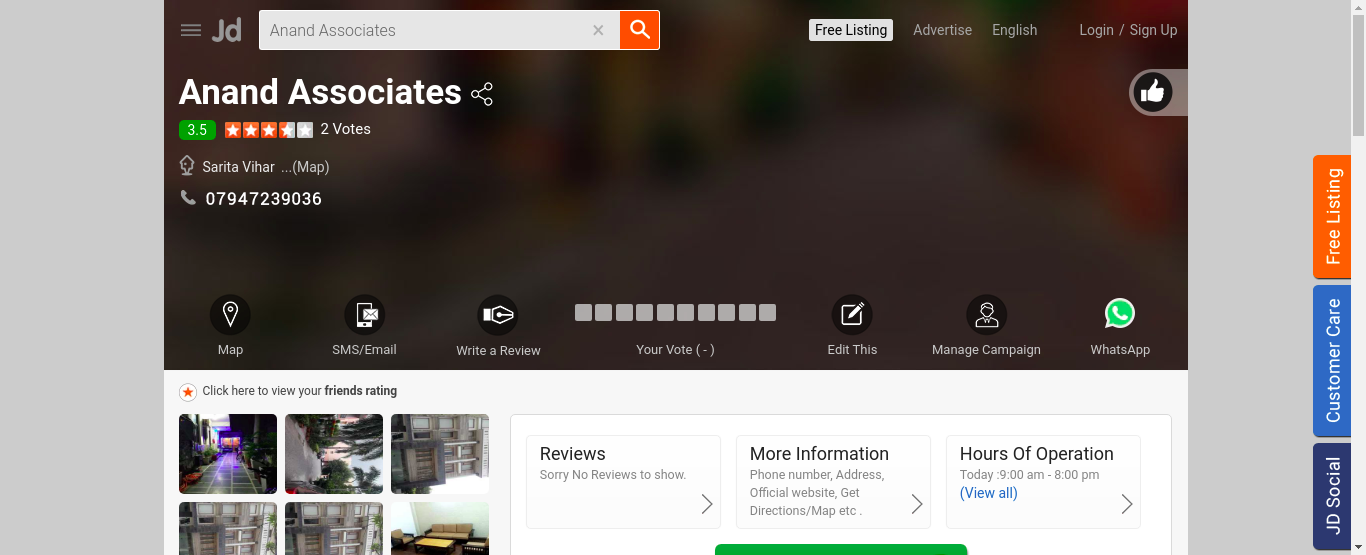 Jd
Anand Associates
Free Listing
Advertise
English
Login / Sign Up
Anand Associates
3.5
2 Votes
Sarita Vihar ...(Map)
07947239036
Map
SMS/Email
Write a Review
Your Vote ( - )
Edit This
Manage Campaign
WhatsApp
Click here to view your friends rating
Reviews
Sorry No Reviews to show.
More Information
Phone number, Address,
Official website, Get
Directions/Map etc .
Hours Of Operation
Today :9:00 am - 8:00 pm
(View all)
Free Listing
Customer Care
JD Social